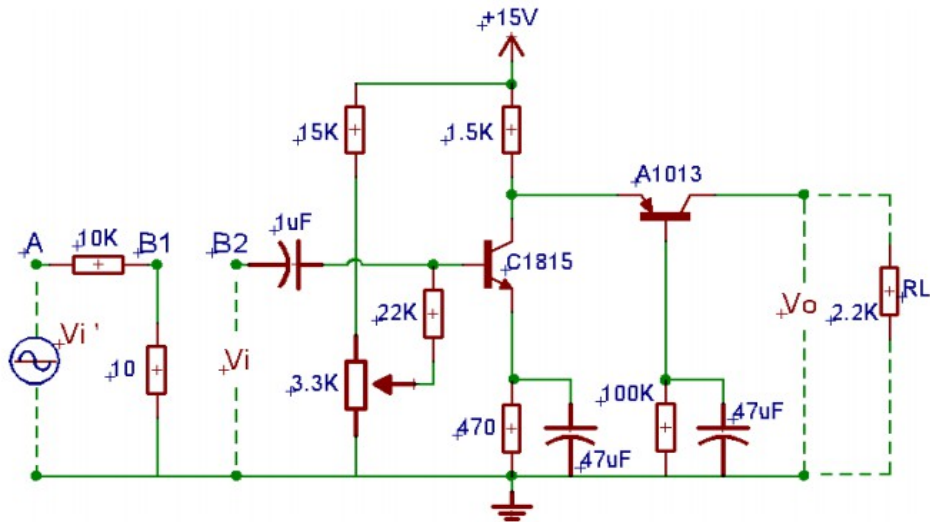 +15V
15K
1.5K
A1013
A
10K
B1
B2
1uF
C1815
Vi '
10
Vi
22K
3.3K
470
47uF
100K
47uF
Vo
2.2K
RL